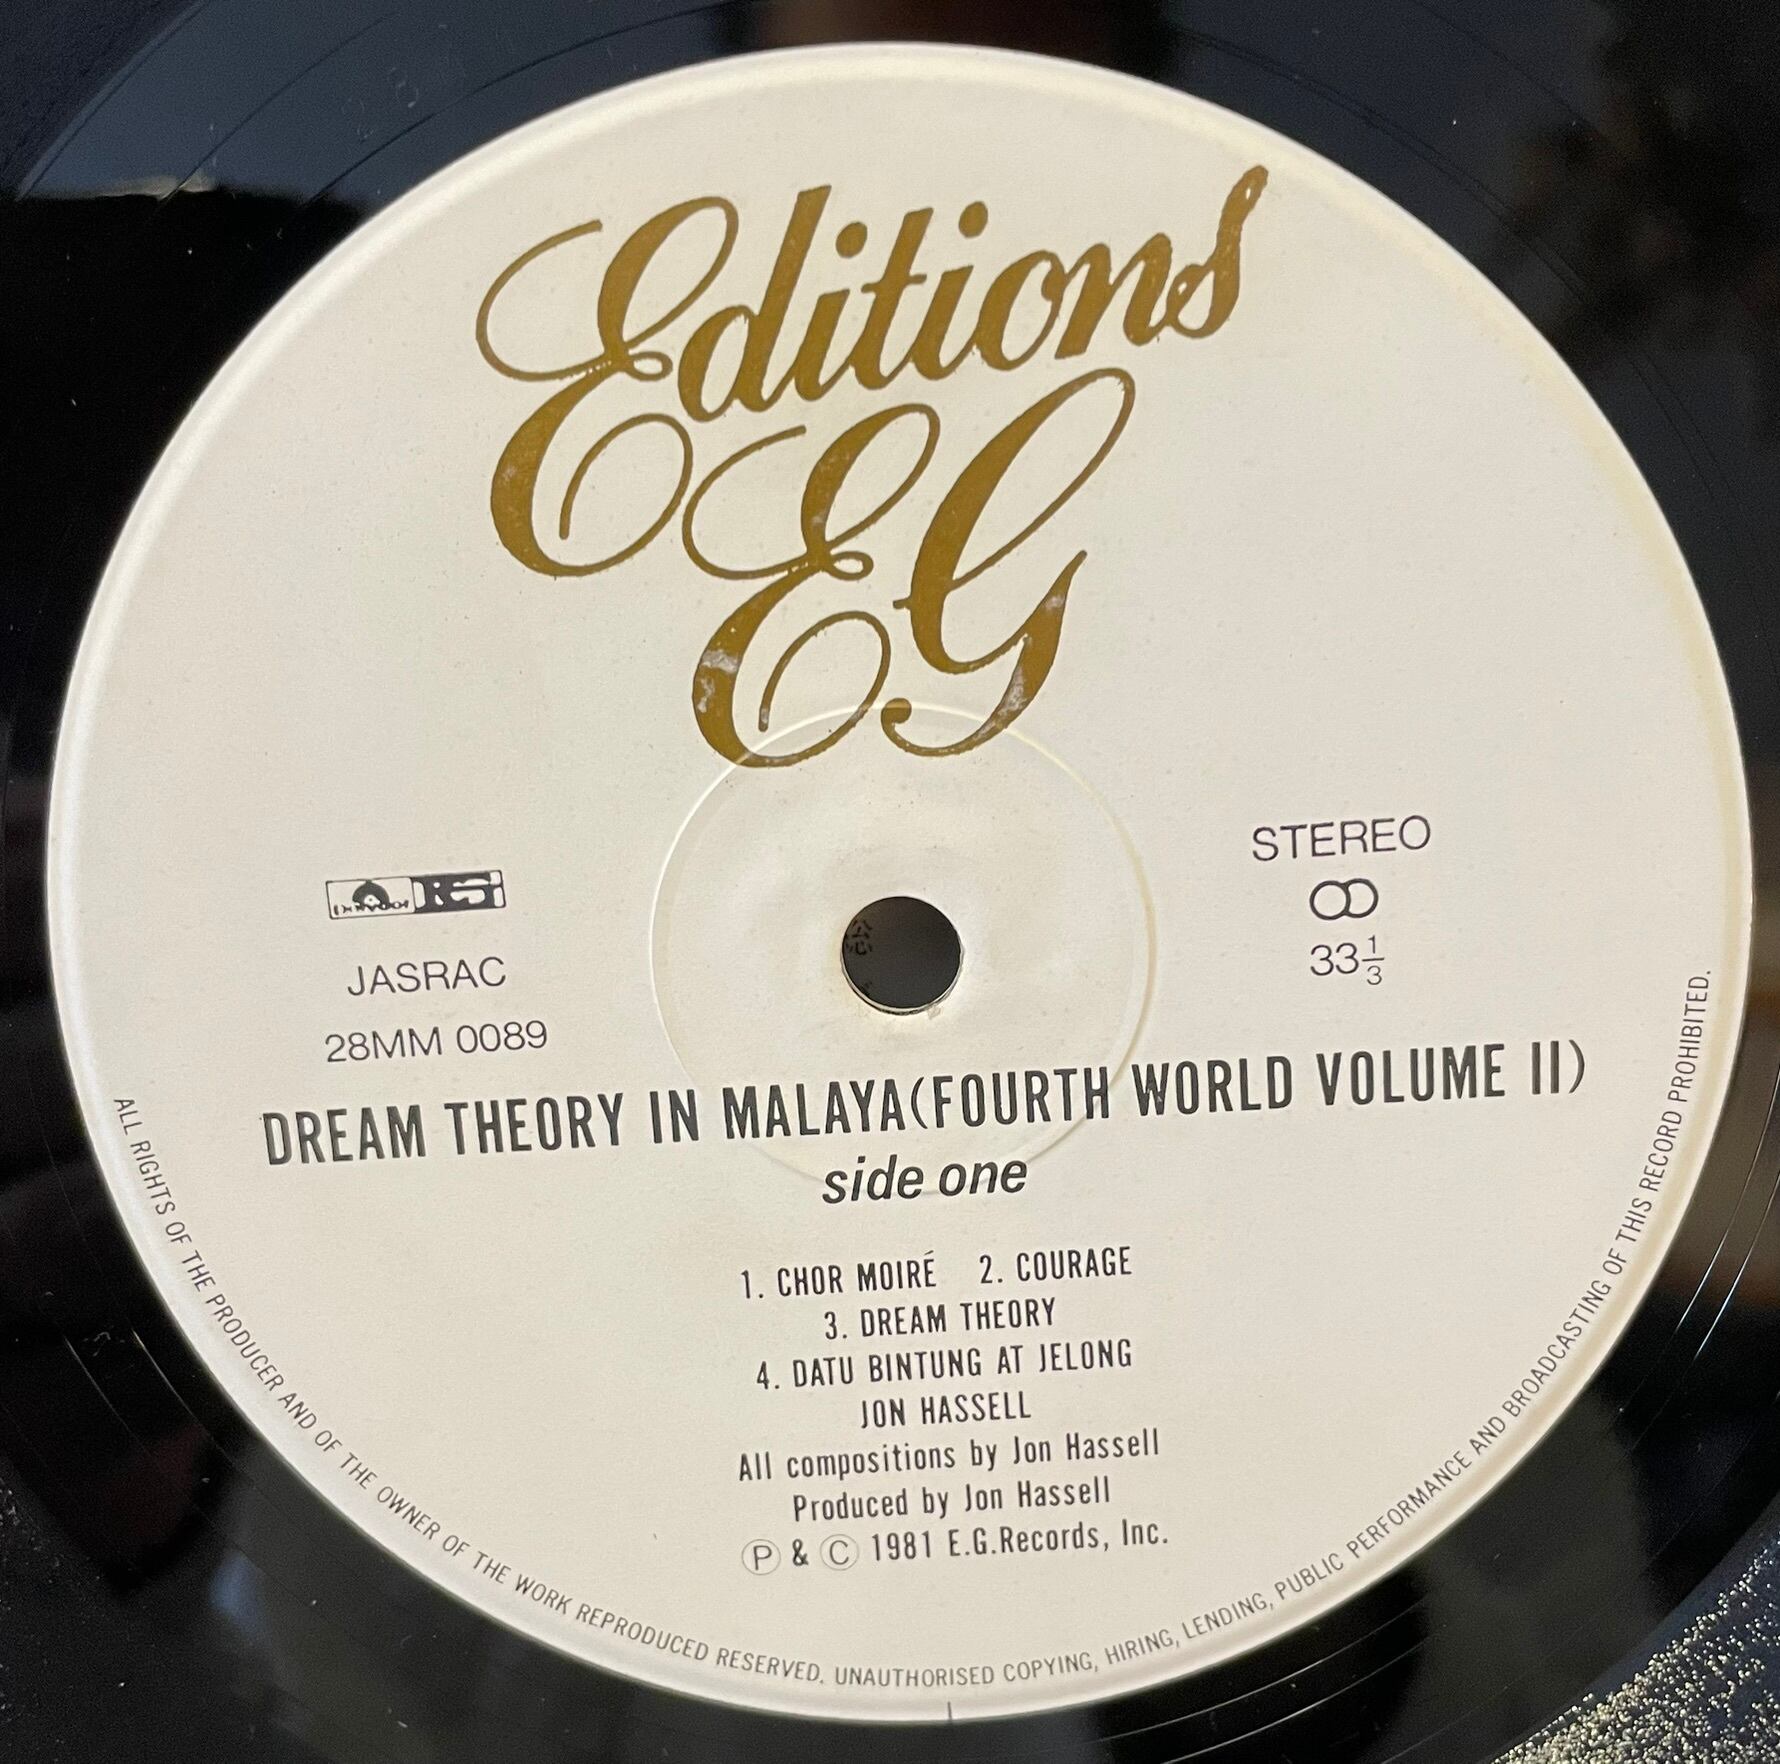 Editions
EG
STEREO
33⅓
JASRAC
28MM 0089
DREAM THEORY IN MALAYA(FOURTH WORLD VOLUME II)
side one
1. CHOR MOIRÉ 2. COURAGE
3. DREAM THEORY
4. DATU BINTUNG AT JELONG
JON HASSELL
All compositions by Jon Hassell
Produced by Jon Hassell
Ⓟ & Ⓒ 1981 E.G.Records, Inc.
ALL RIGHTS OF THE PRODUCER AND OF THE OWNER OF THE WORK REPRODUCED RESERVED. UNAUTHORISED COPYING, HIRING, LENDING, PUBLIC PERFORMANCE AND BROADCASTING OF THIS RECORD PROHIBITED.